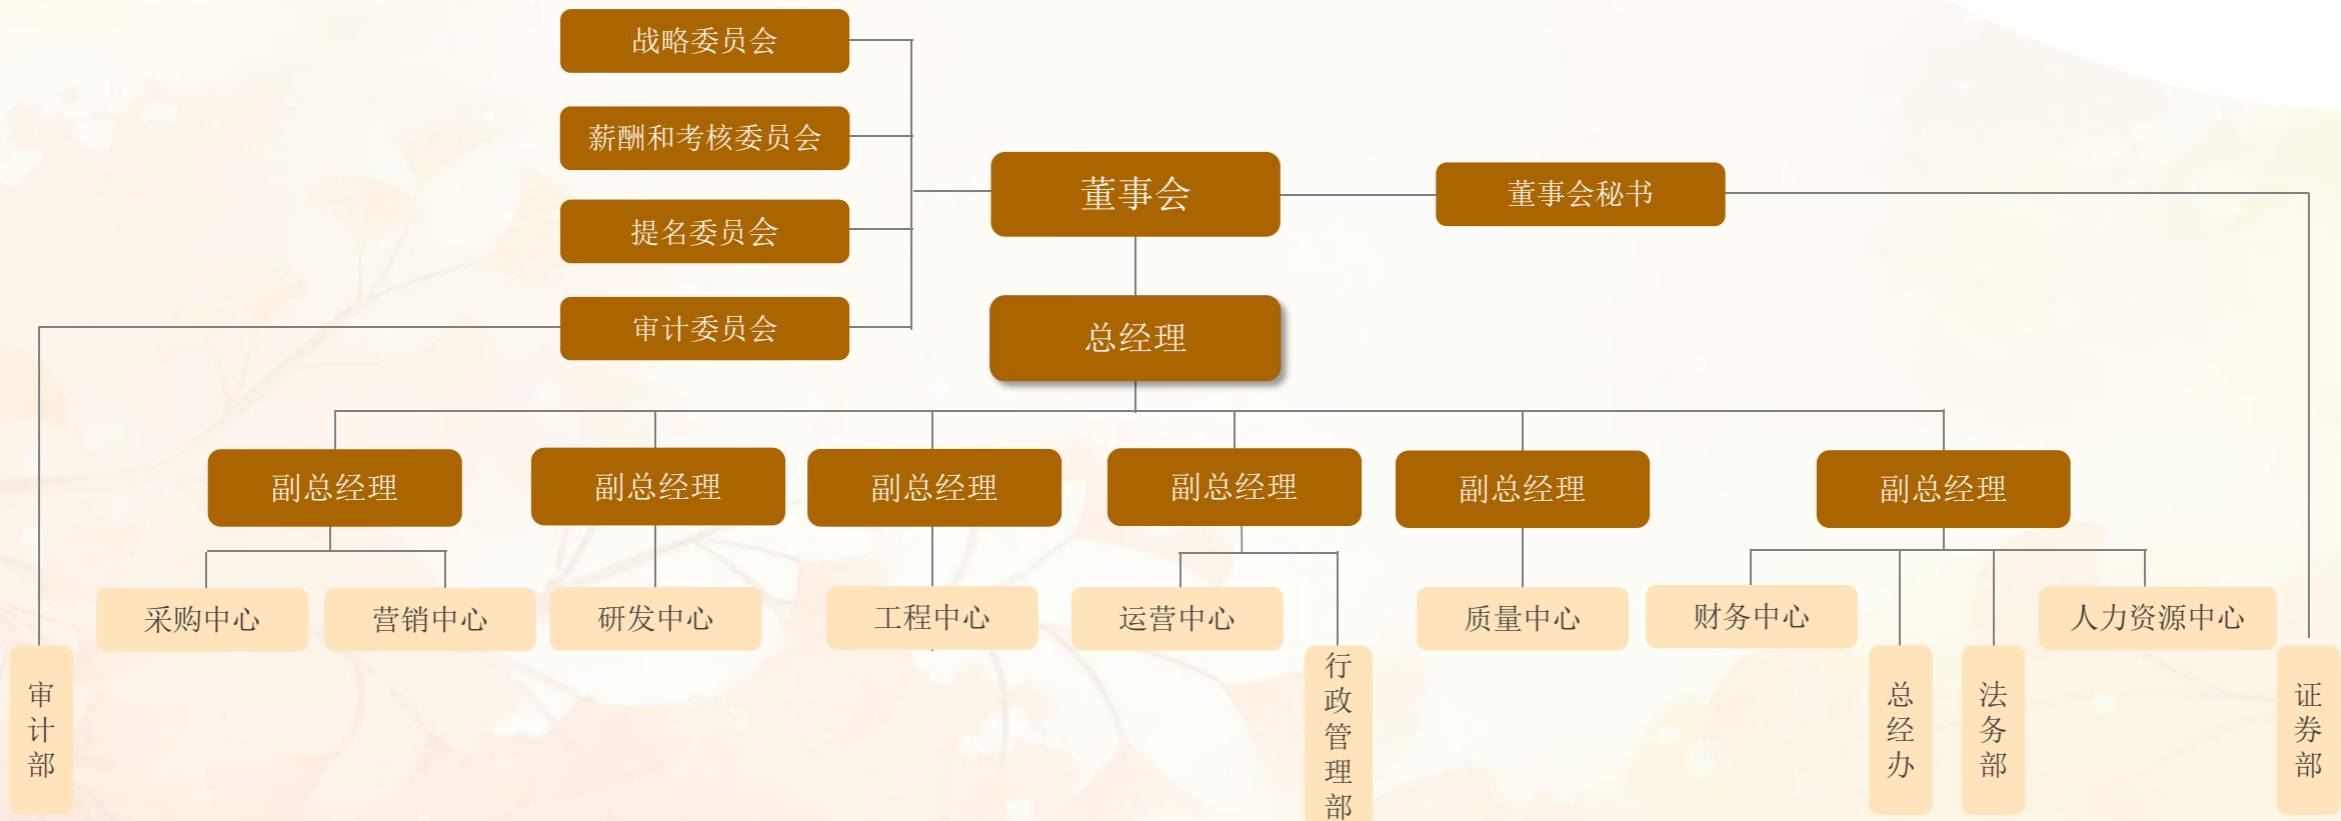 战略委员会
薪酬和考核委员会
提名委员会
审计委员会
董事会
董事会秘书
总经理
副总经理
副总经理
副总经理
副总经理
副总经理
副总经理
采购中心
营销中心
研发中心
工程中心
运营中心
质量中心
财务中心
人力资源中心
审计部
行政管理部
总经办
法务部
证券部